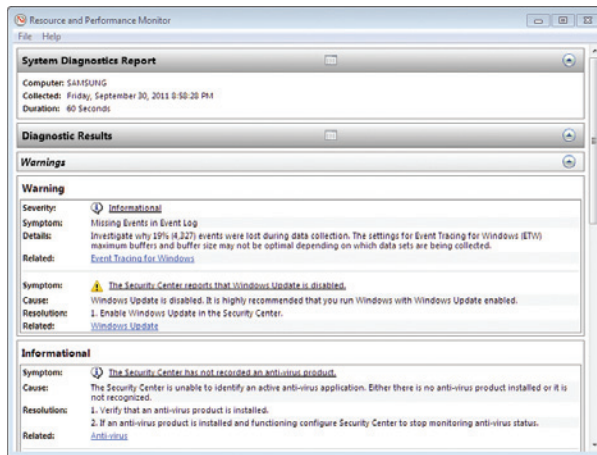 Resource and Performance Monitor
File Help
System Diagnostics Report
Computer: SAMSUNG
Collected: Friday, September 30, 2011 8:58:28 PM
Duration: 60 Seconds
Diagnostic Results
Warnings
Warning
Severity: Informational
Symptom: Missing Events in Event Log
Details: Investigate why 19% (4,327) events were lost during data collection. The settings for Event Tracing for Windows (ETW)
maximum buffers and buffer size may not be optimal depending on which data sets are being collected.
Related: Event Tracing for Windows
Symptom: The Security Center reports that Windows Update is disabled.
Cause: Windows Update is disabled. It is highly recommended that you run Windows with Windows Update enabled.
Resolution: 1. Enable Windows Update in the Security Center.
Related: Windows Update
Informational
Symptom: The Security Center has not recorded an anti-virus product.
Cause: The Security Center is unable to identify an active anti-virus application. Either there is no anti-virus product installed or it is
not recognized.
Resolution: 1. Verify that an anti-virus product is installed.
2. If an anti-virus product is installed and functioning configure Security Center to stop monitoring anti-virus status.
Related: Anti-virus